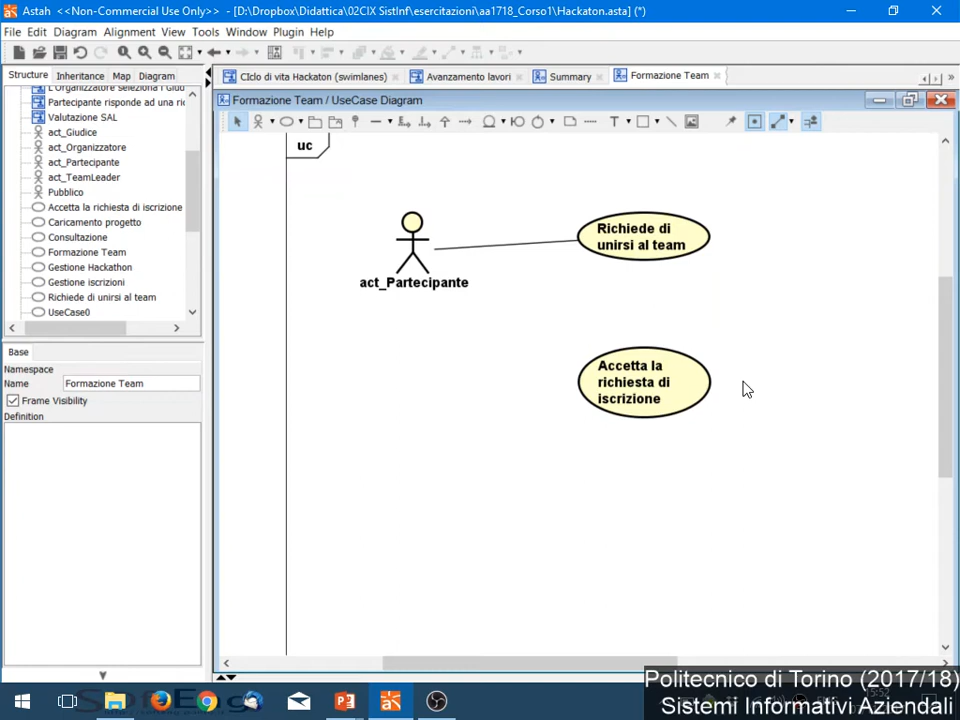 Astah <<Non-Commercial Use Only>> - [D:\Dropbox\Didattica\02CIX SistInf\esercitazioni\aa1718_Corso1\Hackaton.asta] (*)
File Edit Diagram Alignment View Tools Window Plugin Help
Structure Inheritance Map Diagram
CIclo di vita Hackaton (swimlanes) Avanzamento lavori Summary Formazione Team
Formazione Team / UseCase Diagram
L'Organizzatore seleziona i Giud
Partecipante risponde ad una ric
Valutazione SAL
act_Giudice
act_Organizzatore
act_Partecipante
act_TeamLeader
Pubblico
Accetta la richiesta di iscrizione
Caricamento progetto
Consultazione
Formazione Team
Gestione Hackathon
Gestione iscrizioni
Richiede di unirsi al team
UseCase0
Base
Namespace
Name Formazione Team
Frame Visibility
Definition
uc
act_Partecipante
Richiede di
unirsi al team
Accetta la
richiesta di
iscrizione
Politecnico di Torino (2017/18)
Sistemi Informativi Aziendali